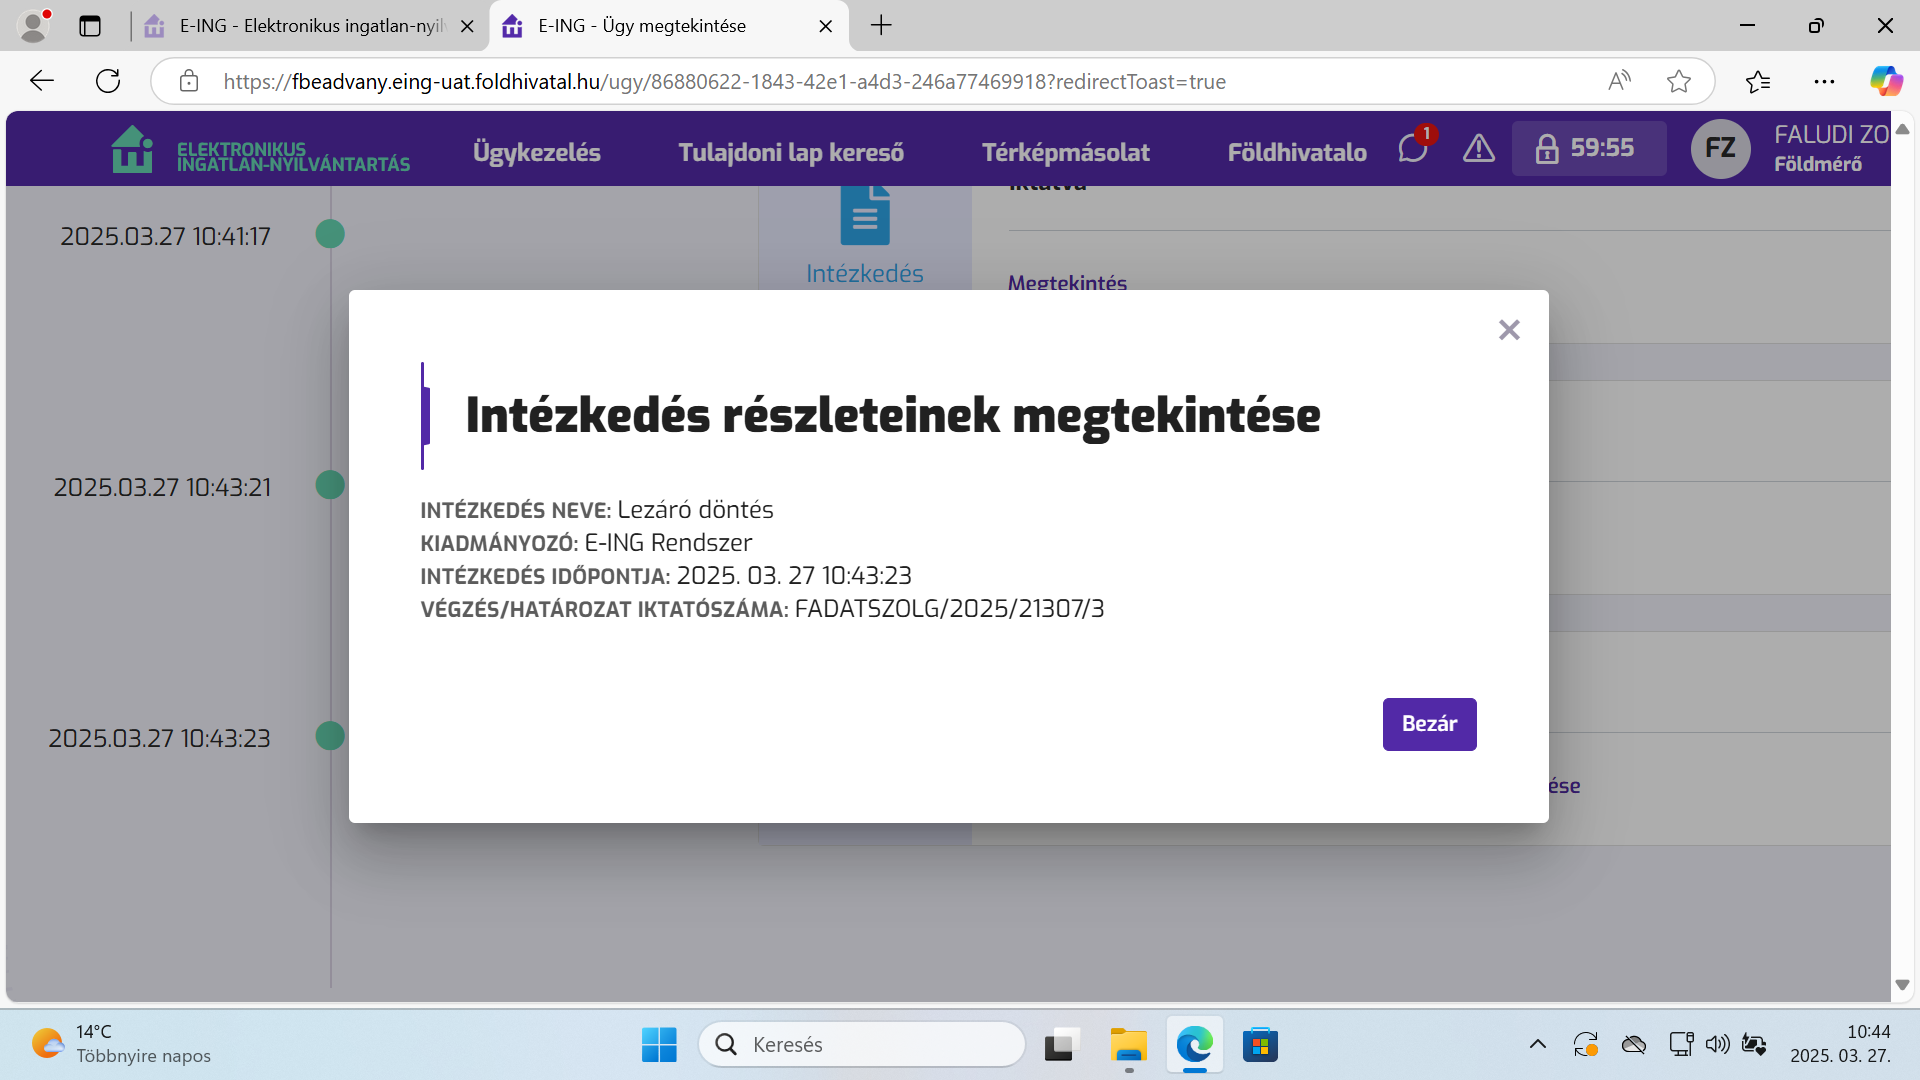 E-ING - Elektronikus ingatlan-nyil
E-ING - Ügy megtekintése
https://fbeadvany.eing-uat.foldhivatal.hu/ugy/86880622-1843-42e1-a4d3-246a77469918?redirectToast=true
ELEKTRONIKUS
INGATLAN-NYILVÁNTARTÁS
Ügykezelés
Tulajdoni lap kereső
Térképmásolat
Földhivatalo
1
59:55
FZ
FALUDI ZO
Földmérő
Iktatva
2025.03.27 10:41:17
Intézkedés
Megtekintés
Intézkedés részleteinek megtekintése
2025.03.27 10:43:21
INTÉZKEDÉS NEVE: Lezáró döntés
KIADMÁNYOZÓ: E-ING Rendszer
INTÉZKEDÉS IDŐPONTJA: 2025. 03. 27 10:43:23
VÉGZÉS/HATÁROZAT IKTATÓSZÁMA: FADATSZOLG/2025/21307/3
Bezár
2025.03.27 10:43:23
ése
14°C
Többnyire napos
Keresés
10:44
2025. 03. 27.